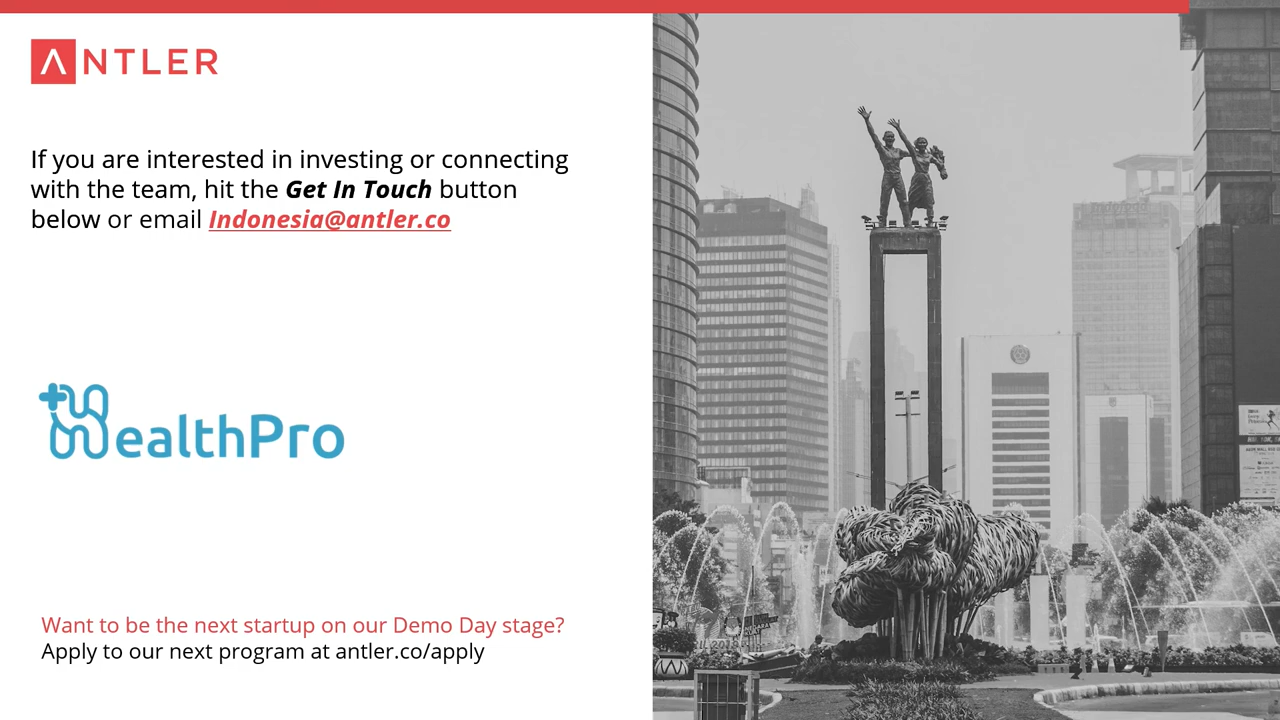 ANTLER
If you are interested in investing or connecting
with the team, hit the Get In Touch button
below or email Indonesia@antler.co
HealthPro
Want to be the next startup on our Demo Day stage?
Apply to our next program at antler.co/apply